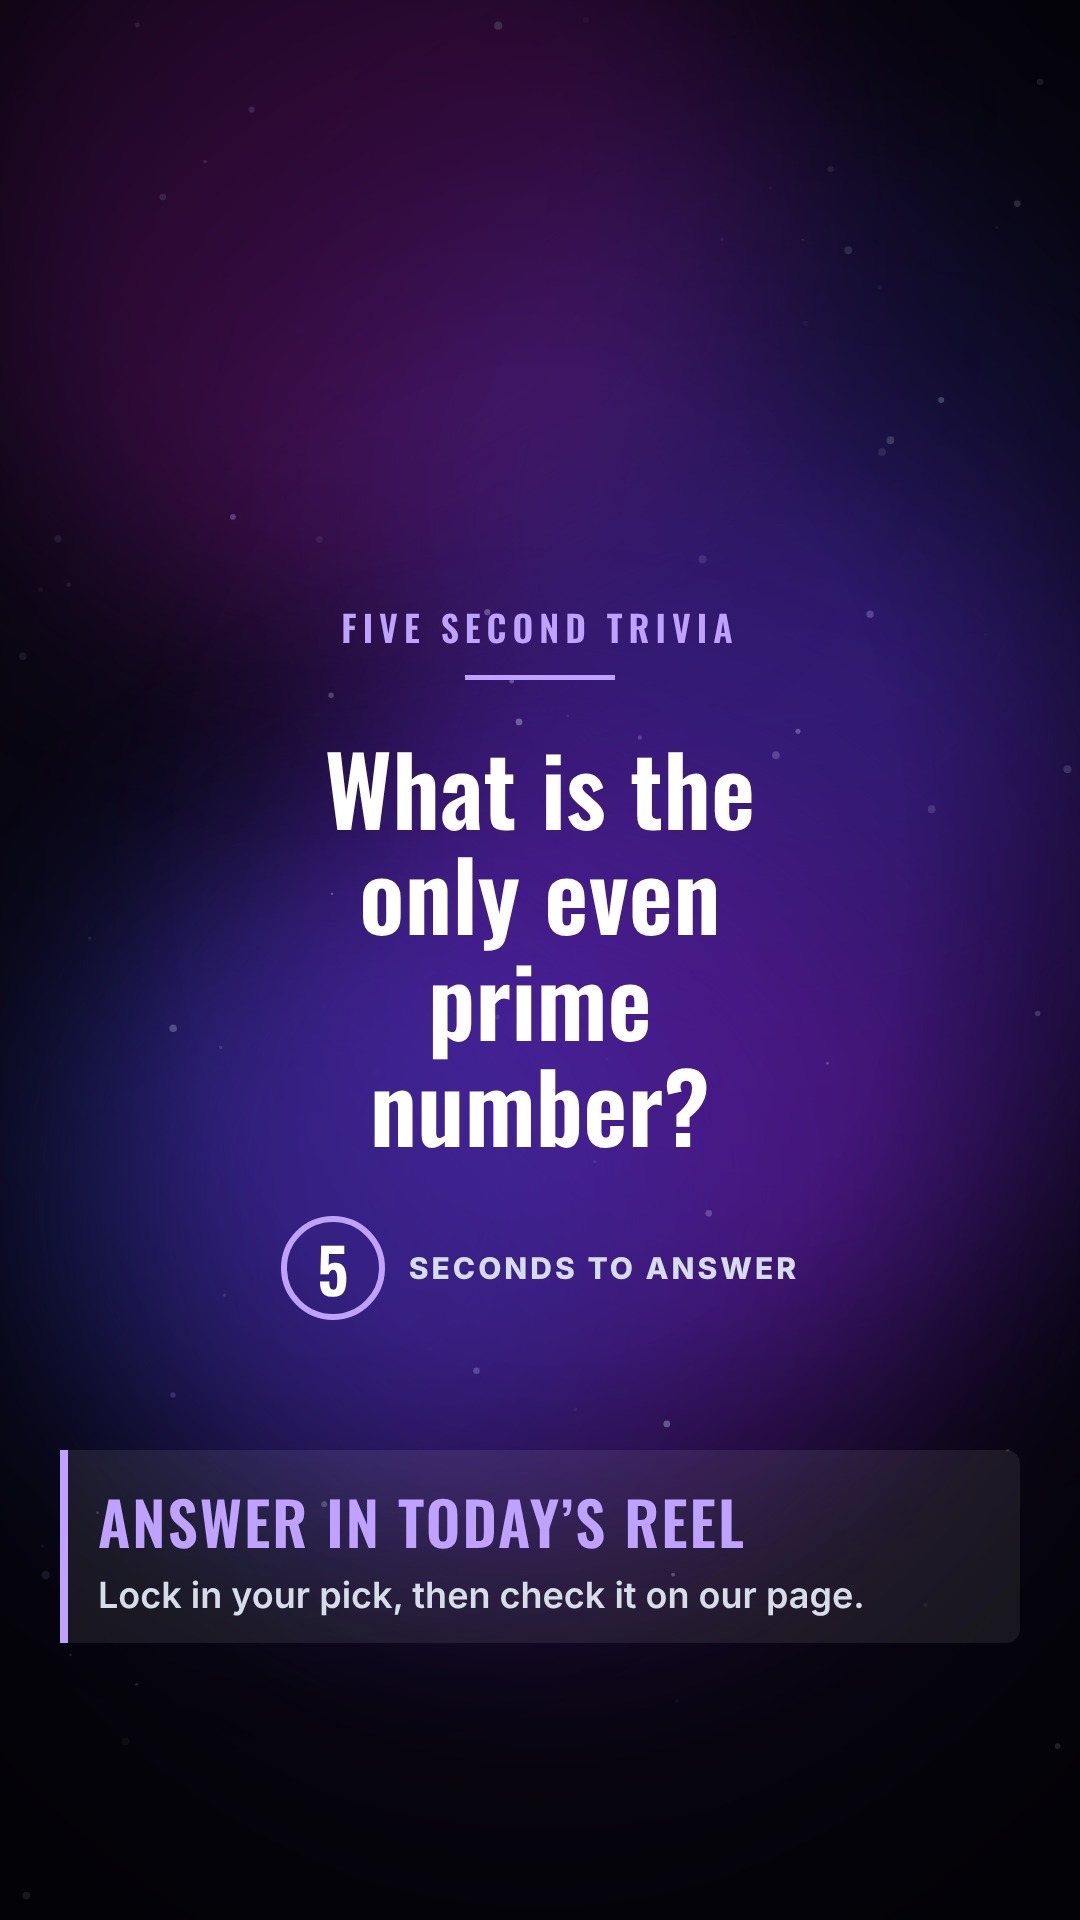 FIVE SECOND TRIVIA
What is the
only even
prime
number?
5 SECONDS TO ANSWER
ANSWER IN TODAY’S REEL
Lock in your pick, then check it on our page.